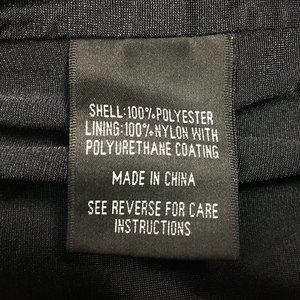 SHELL:100%POLYESTER
LINING:100%NYLON WITH
POLYURETHANE COATING
MADE IN CHINA
SEE REVERSE FOR CARE
INSTRUCTIONS